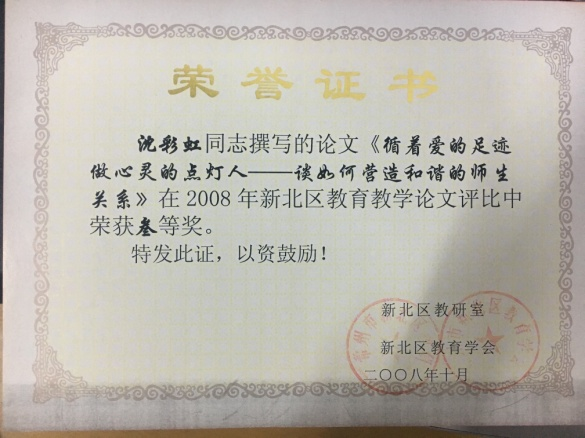 荣誉证书
沈彩虹同志撰写的论文《循着爱的足迹
做心灵的点灯人——谈如何营造和谐的师生
关系》在2008年新北区教育教学论文评比中
荣获叁等奖。
特发此证，以资鼓励！
新北区教研室
新北区教育学会
二〇〇八年十月